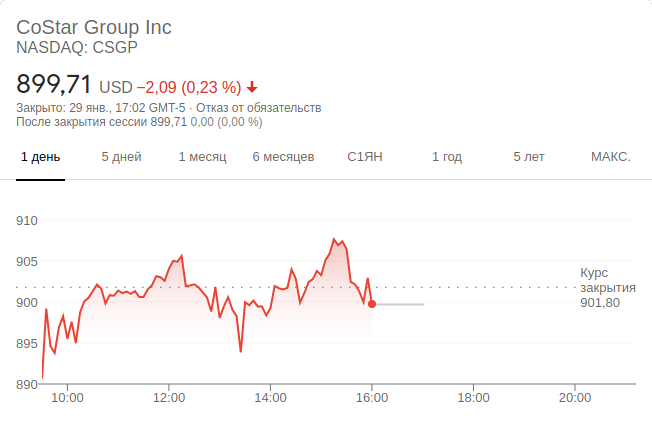 CoStar Group Inc
NASDAQ: CSGP
899,71 USD −2,09 (0,23 %)
Закрыто: 29 янв., 17:02 GMT-5 · Отказ от обязательств
После закрытия сессии 899,71 0,00 (0,00 %)
1 день 5 дней 1 месяц 6 месяцев С1ЯН 1 год 5 лет МАКС.
910
905
Курс
закрытия
901,80
900
895
890
10:00 12:00 14:00 16:00 18:00 20:00